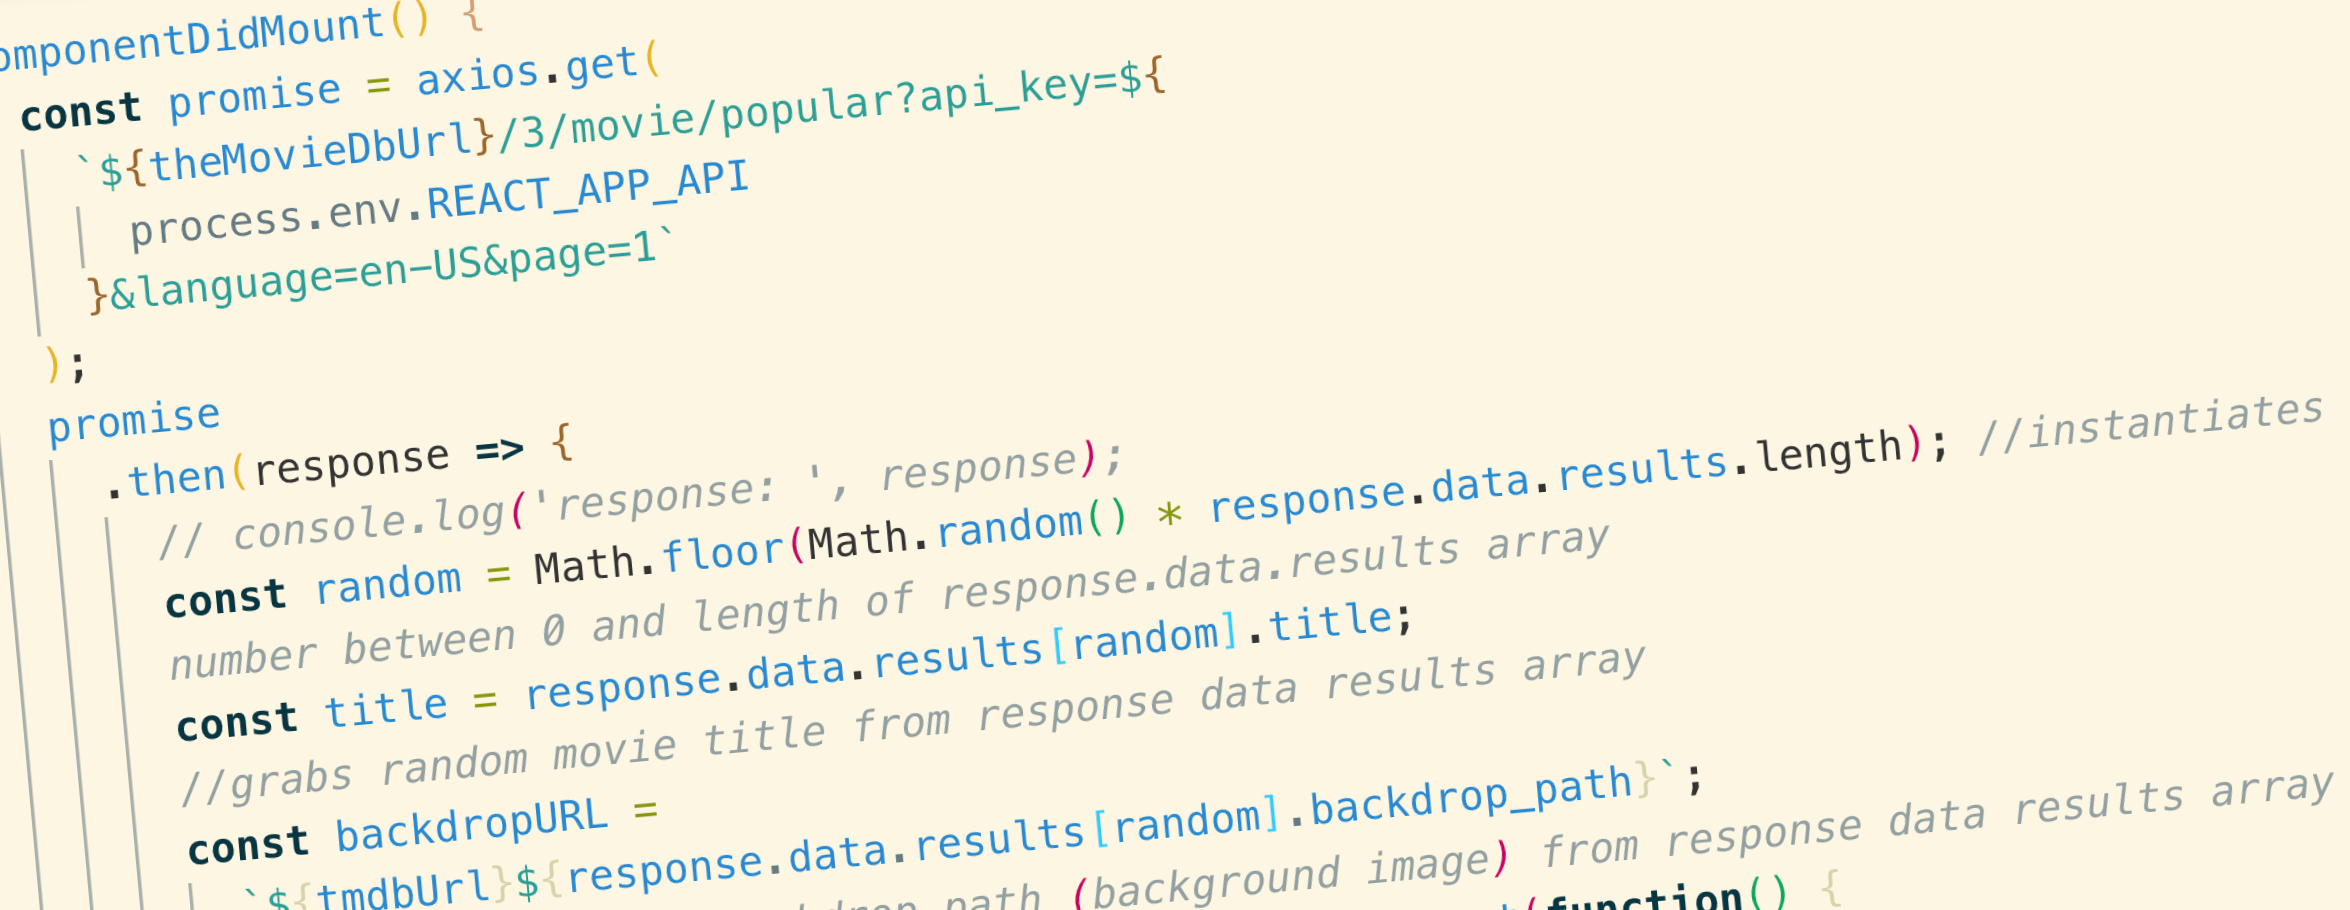 omponentDidMount() {
const promise = axios.get(
`${theMovieDbUrl}/3/movie/popular?api_key=${
process.env.REACT_APP_API
}&language=en-US&page=1`
);
promise
.then(response => {
// console.log('response: ', response);
const random = Math.floor(Math.random() * response.data.results.length); //instantiates
number between 0 and length of response.data.results array
const title = response.data.results[random].title;
//grabs random movie title from response data results array
const backdropURL =
`${tmdbUrl}${response.data.results[random].backdrop_path}`;
path (background image) from response data results array
(function() {